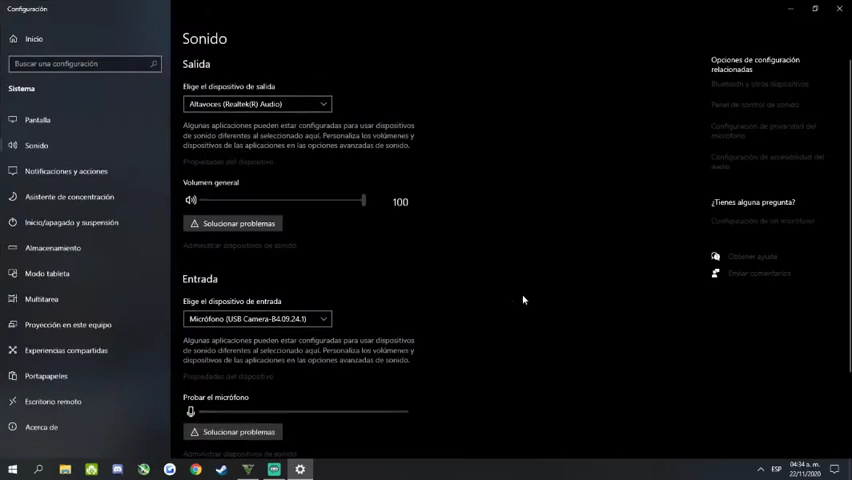 Configuración
Inicio
Buscar una configuración
Sistema
Pantalla
Sonido
Notificaciones y acciones
Asistente de concentración
Inicio/apagado y suspensión
Almacenamiento
Modo tableta
Multitarea
Proyección en este equipo
Experiencias compartidas
Portapapeles
Escritorio remoto
Acerca de
Sonido
Salida
Elige el dispositivo de salida
Altavoces (Realtek(R) Audio)
Algunas aplicaciones pueden estar configuradas para usar dispositivos
de sonido diferentes al seleccionado aquí. Personaliza los volúmenes y
dispositivos de las aplicaciones en las opciones avanzadas de sonido.
Propiedades del dispositivo
Volumen general
100
Solucionar problemas
Administrar dispositivos de sonido
Entrada
Elige el dispositivo de entrada
Micrófono (USB Camera-B4.09.24.1)
Algunas aplicaciones pueden estar configuradas para usar dispositivos
de sonido diferentes al seleccionado aquí. Personaliza los volúmenes y
dispositivos de las aplicaciones en las opciones avanzadas de sonido.
Propiedades del dispositivo
Probar el micrófono
Solucionar problemas
Administrar dispositivos de sonido
Opciones de configuración
relacionadas
Bluetooth y otros dispositivos
Panel de control de sonido
Configuración de privacidad del
micrófono
Configuración de accesibilidad del
audio
¿Tienes alguna pregunta?
Configuración de un micrófono
Obtener ayuda
Enviar comentarios
ESP
04:34 a. m.
22/11/2020